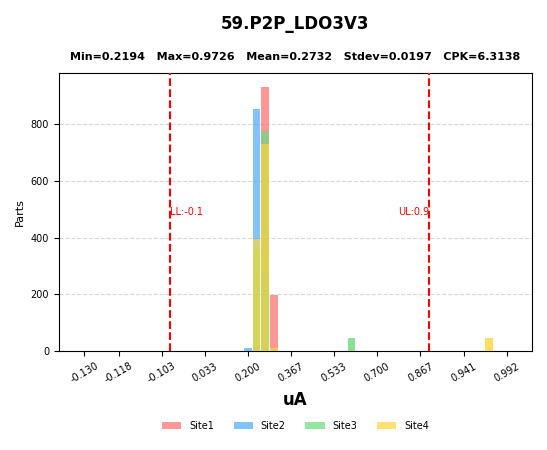 59.P2P_LDO3V3
Min=0.2194 Max=0.9726 Mean=0.2732 Stdev=0.0197 CPK=6.3138
800
600
400
200
0
Parts
LL:-0.1
UL:0.9
-0.130 -0.118 -0.103 0.033 0.200 0.367 0.533 0.700 0.867 0.941 0.992
uA
Site1 Site2 Site3 Site4